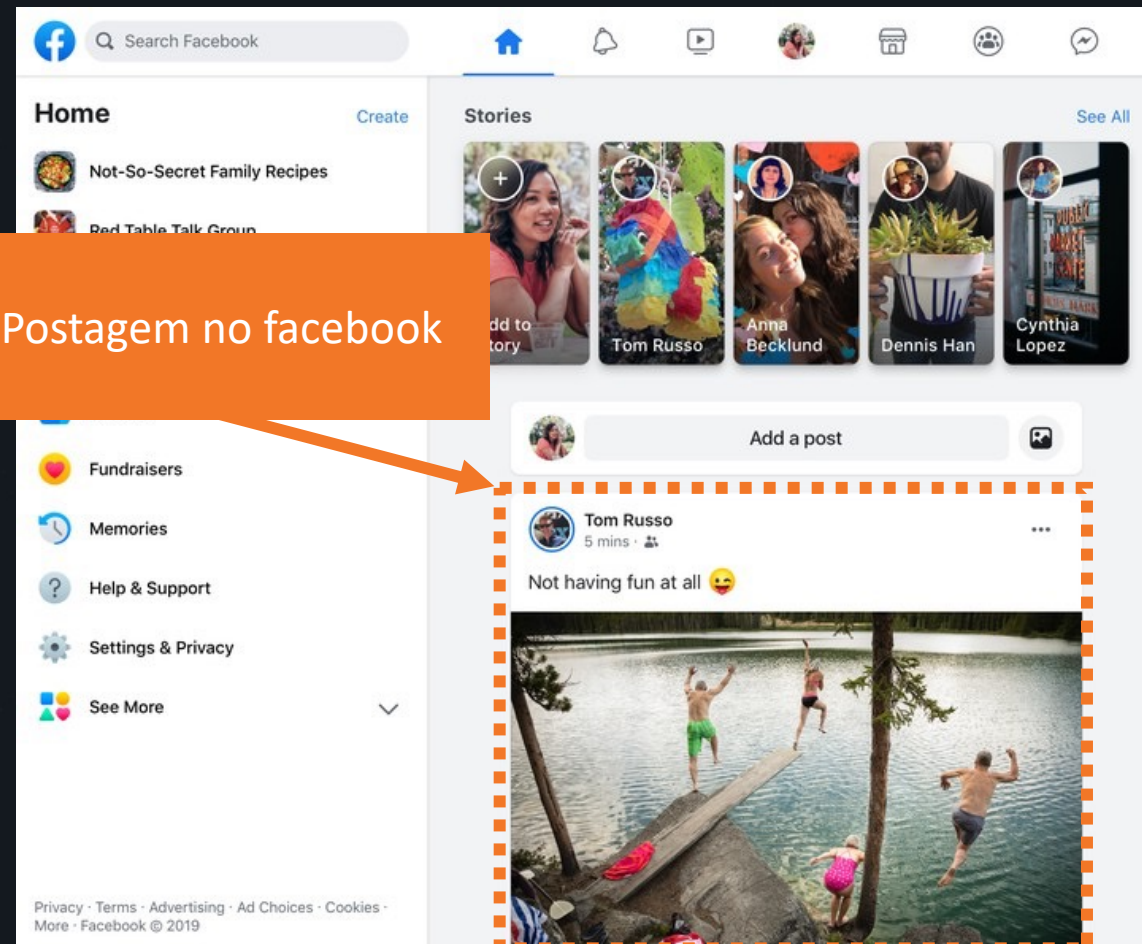 Search Facebook
Home
Create
Not-So-Secret Family Recipes
Red Table Talk Group
Postagem no facebook
Fundraisers
Memories
Help & Support
Settings & Privacy
See More
Privacy · Terms · Advertising · Ad Choices · Cookies ·
More · Facebook © 2019
Stories
See All
dd to
tory
Tom Russo
Anna
Becklund
Dennis Han
Cynthia
Lopez
PUBLIC
MARKET
Add a post
Tom Russo
5 mins ·
Not having fun at all